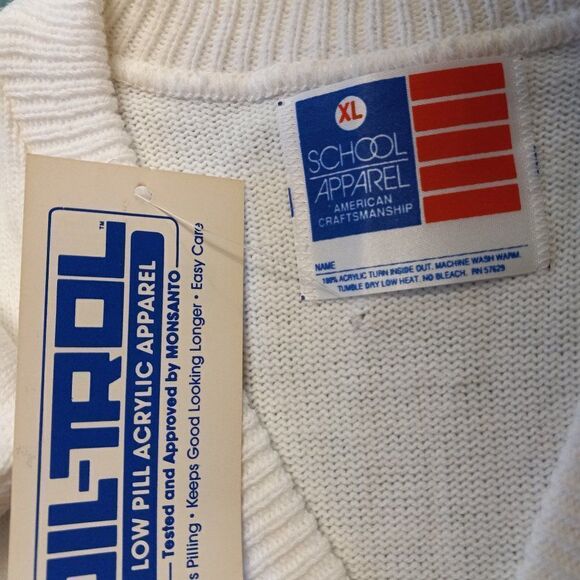 XL
SCHOOL
APPAREL
AMERICAN
CRAFTSMANSHIP
NAME
100% ACRYLIC TURN INSIDE OUT. MACHINE WASH WARM.
TUMBLE DRY LOW HEAT. NO BLEACH. RN 57629
IL-TROL™
LOW PILL ACRYLIC APPAREL
Tested and Approved by MONSANTO
s Pilling • Keeps Good Looking Longer • Easy Care